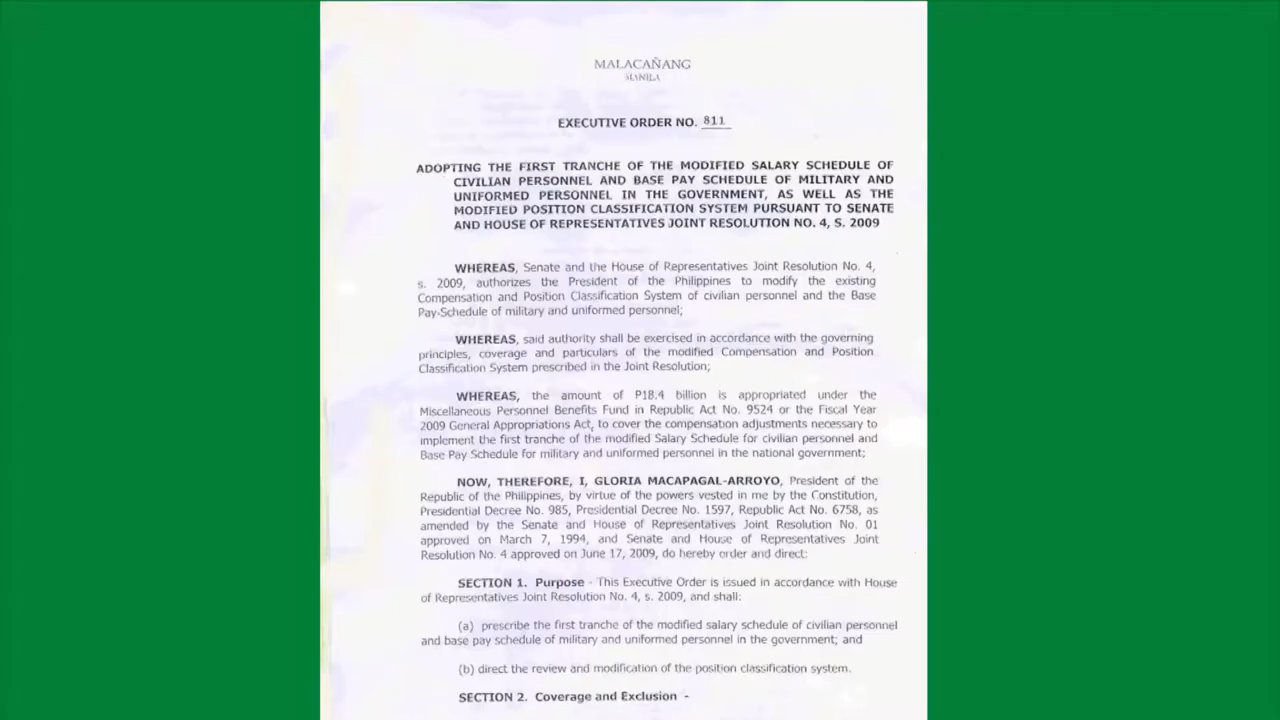 MALACAÑANG
MANILA
EXECUTIVE ORDER NO. 811
ADOPTING THE FIRST TRANCHE OF THE MODIFIED SALARY SCHEDULE OF
CIVILIAN PERSONNEL AND BASE PAY SCHEDULE OF MILITARY AND
UNIFORMED PERSONNEL IN THE GOVERNMENT, AS WELL AS THE
MODIFIED POSITION CLASSIFICATION SYSTEM PURSUANT TO SENATE
AND HOUSE OF REPRESENTATIVES JOINT RESOLUTION NO. 4, S. 2009
WHEREAS, Senate and the House of Representatives Joint Resolution No. 4,
s. 2009, authorizes the President of the Philippines to modify the existing
Compensation and Position Classification System of civilian personnel and the Base
Pay-Schedule of military and uniformed personnel;
WHEREAS, said authority shall be exercised in accordance with the governing
principles, coverage and particulars of the modified Compensation and Position
Classification System prescribed in the Joint Resolution;
WHEREAS, the amount of P18.4 billion is appropriated under the
Miscellaneous Personnel Benefits Fund in Republic Act No. 9524 or the Fiscal Year
2009 General Appropriations Act, to cover the compensation adjustments necessary to
implement the first tranche of the modified Salary Schedule for civilian personnel and
Base Pay Schedule for military and uniformed personnel in the national government;
NOW, THEREFORE, I, GLORIA MACAPAGAL-ARROYO, President of the
Republic of the Philippines, by virtue of the powers vested in me by the Constitution,
Presidential Decree No. 985, Presidential Decree No. 1597, Republic Act No. 6758, as
amended by the Senate and House of Representatives Joint Resolution No. 01
approved on March 7, 1994, and Senate and House of Representatives Joint
Resolution No. 4 approved on June 17, 2009, do hereby order and direct:
SECTION 1. Purpose - This Executive Order is issued in accordance with House
of Representatives Joint Resolution No. 4, s. 2009, and shall:
(a) prescribe the first tranche of the modified salary schedule of civilian personnel
and base pay schedule of military and uniformed personnel in the government; and
(b) direct the review and modification of the position classification system.
SECTION 2. Coverage and Exclusion -